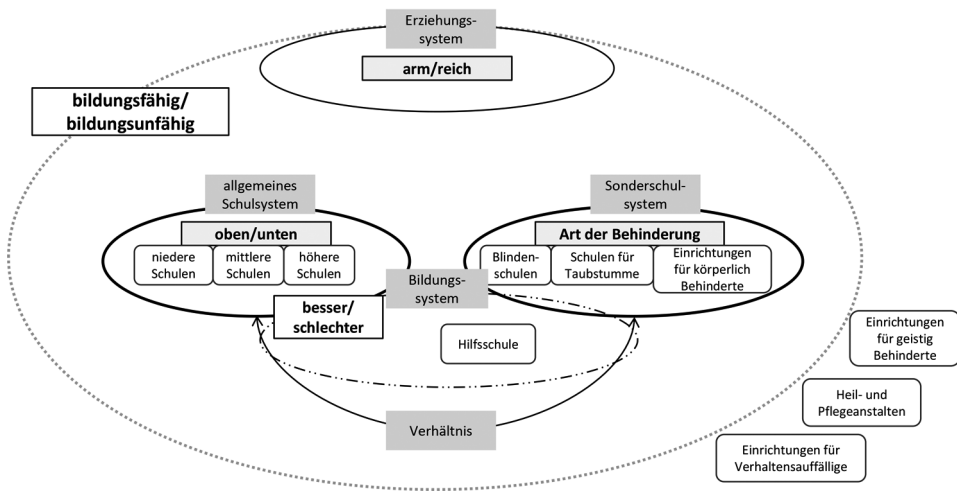 Erziehungs-
system
arm/reich
bildungsfähig/
bildungsunfähig
allgemeines
Schulsystem
oben/unten
niedere
Schulen
mittlere
Schulen
höhere
Schulen
Sonderschul-
system
Art der Behinderung
Blinden-
schulen
Schulen für
Taubstumme
Einrichtungen
für körperlich
Behinderte
Bildungs-
system
besser/
schlechter
Hilfsschule
Einrichtungen
für geistig
Behinderte
Heil- und
Pflegeanstalten
Verhältnis
Einrichtungen für
Verhaltensauffällige